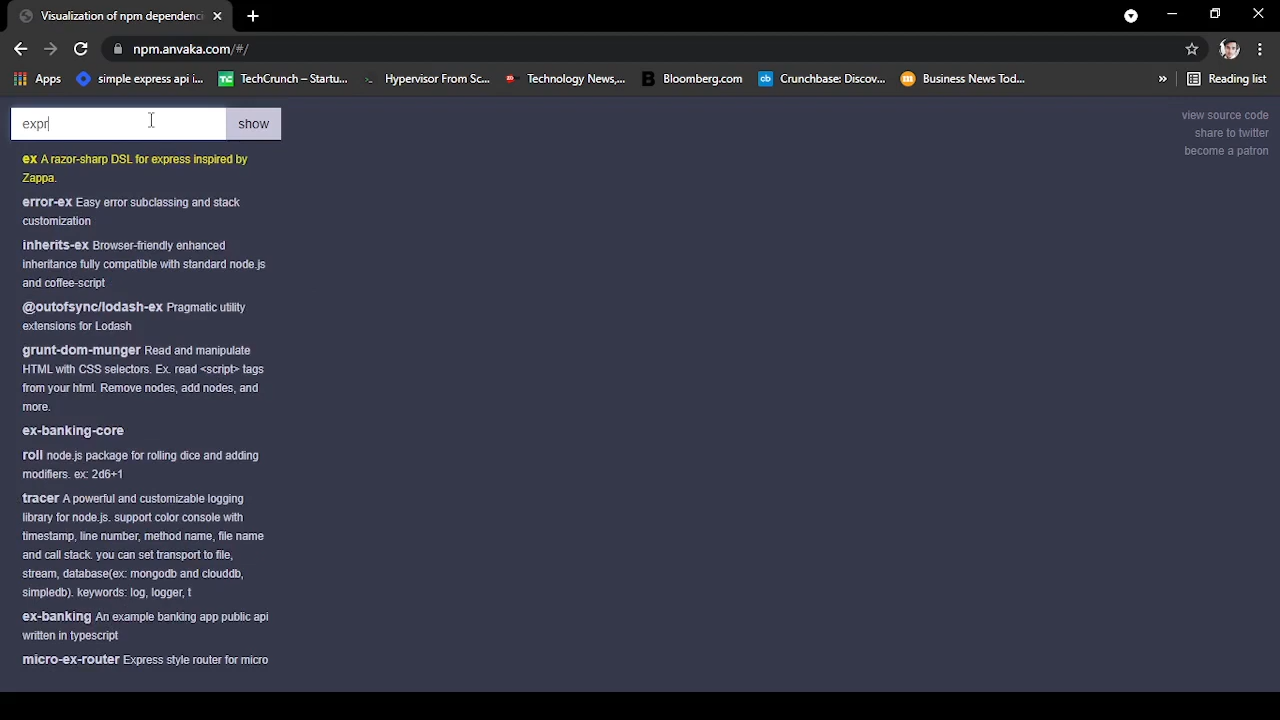 Visualization of npm dependenci
npm.anvaka.com/#/
Apps
simple express api i...
TechCrunch – Startu...
Hypervisor From Sc...
Technology News,...
Bloomberg.com
Crunchbase: Discov...
Business News Tod...
»
Reading list
expr
show
view source code
share to twitter
become a patron
ex A razor-sharp DSL for express inspired by
Zappa.
error-ex Easy error subclassing and stack
customization
inherits-ex Browser-friendly enhanced
inheritance fully compatible with standard node.js
and coffee-script
@outofsync/lodash-ex Pragmatic utility
extensions for Lodash
grunt-dom-munger Read and manipulate
HTML with CSS selectors. Ex. read <script> tags
from your html. Remove nodes, add nodes, and
more.
ex-banking-core
roll node.js package for rolling dice and adding
modifiers. ex: 2d6+1
tracer A powerful and customizable logging
library for node.js. support color console with
timestamp, line number, method name, file name
and call stack. you can set transport to file,
stream, database(ex: mongodb and clouddb,
simpledb). keywords: log, logger, t
ex-banking An example banking app public api
written in typescript
micro-ex-router Express style router for micro